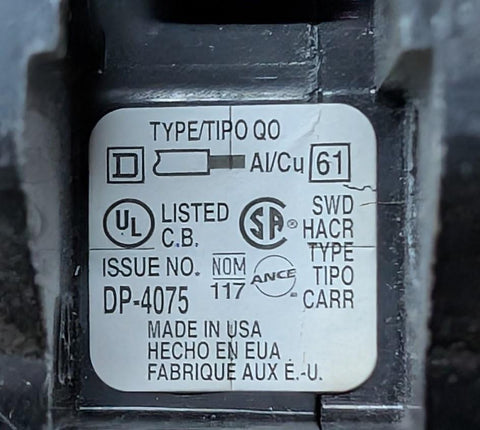 TYPE/TIPO QO
D Al/Cu 61
UL LISTED C.B.
SA ® SWD HACR TYPE TIPO CARR
ISSUE NO. DP-4075
NOM 117
ANCE
MADE IN USA
HECHO EN EUA
FABRIQUE AUX É.-U.